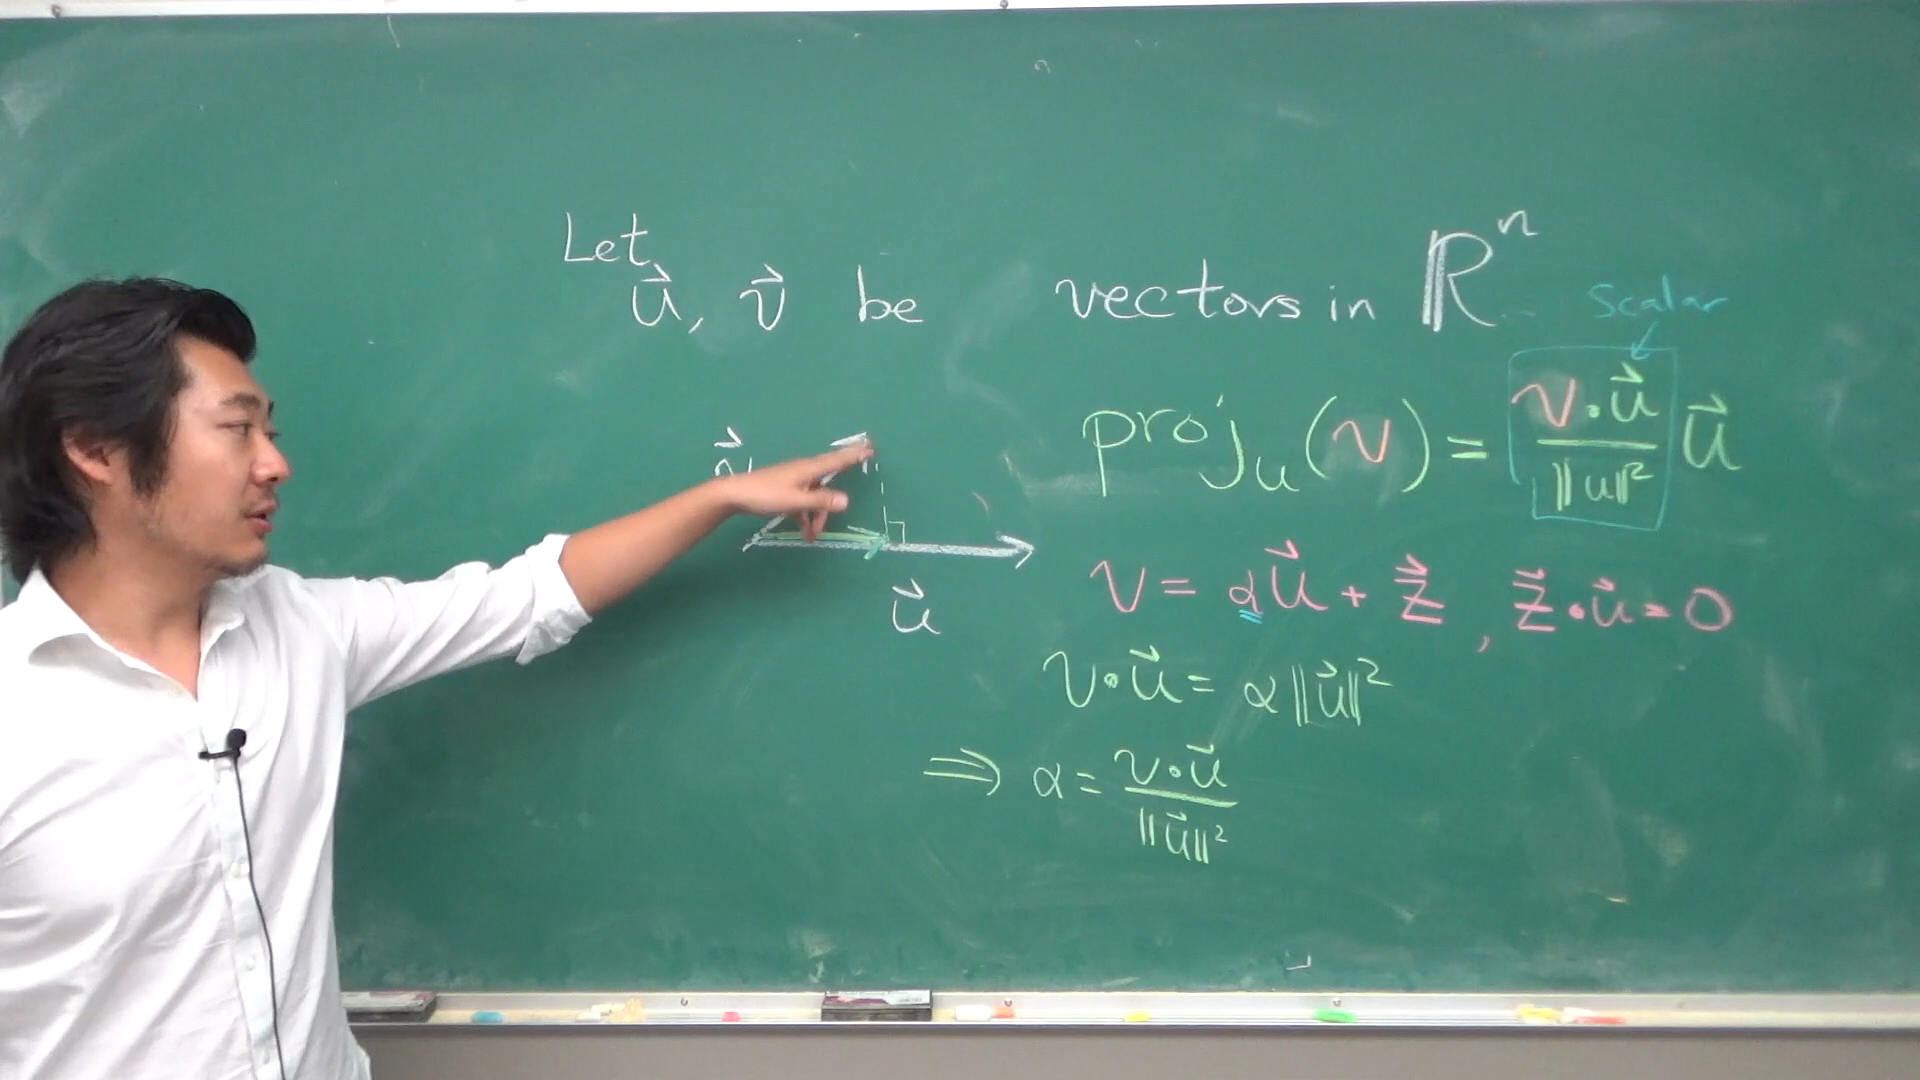 Let
u⃗, v⃗ be vectors in ℝⁿ
scalar
proj_u(v) = (v·u⃗ / ‖u‖²) u⃗
v⃗
u⃗
v = αu⃗ + z⃗, z⃗·u⃗ = 0
v·u⃗ = α‖u⃗‖²
⇒ α = v·u⃗ / ‖u⃗‖²